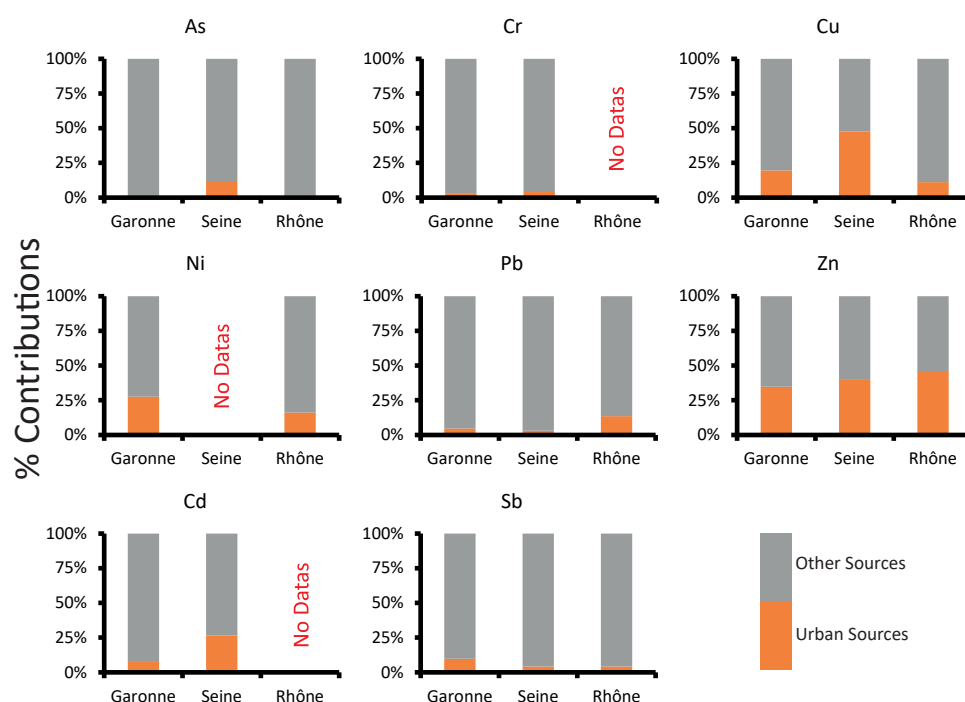 As
100%
75%
50%
25%
0%
Garonne Seine Rhône
Cr
100%
75%
50%
25%
0%
No Datas
Garonne Seine Rhône
Cu
100%
75%
50%
25%
0%
Garonne Seine Rhône
% Contributions
Ni
100%
75%
50%
25%
0%
No Datas
Garonne Seine Rhône
Pb
100%
75%
50%
25%
0%
Garonne Seine Rhône
Zn
100%
75%
50%
25%
0%
Garonne Seine Rhône
Cd
100%
75%
50%
25%
0%
No Datas
Garonne Seine Rhône
Sb
100%
75%
50%
25%
0%
Garonne Seine Rhône
Other Sources
Urban Sources